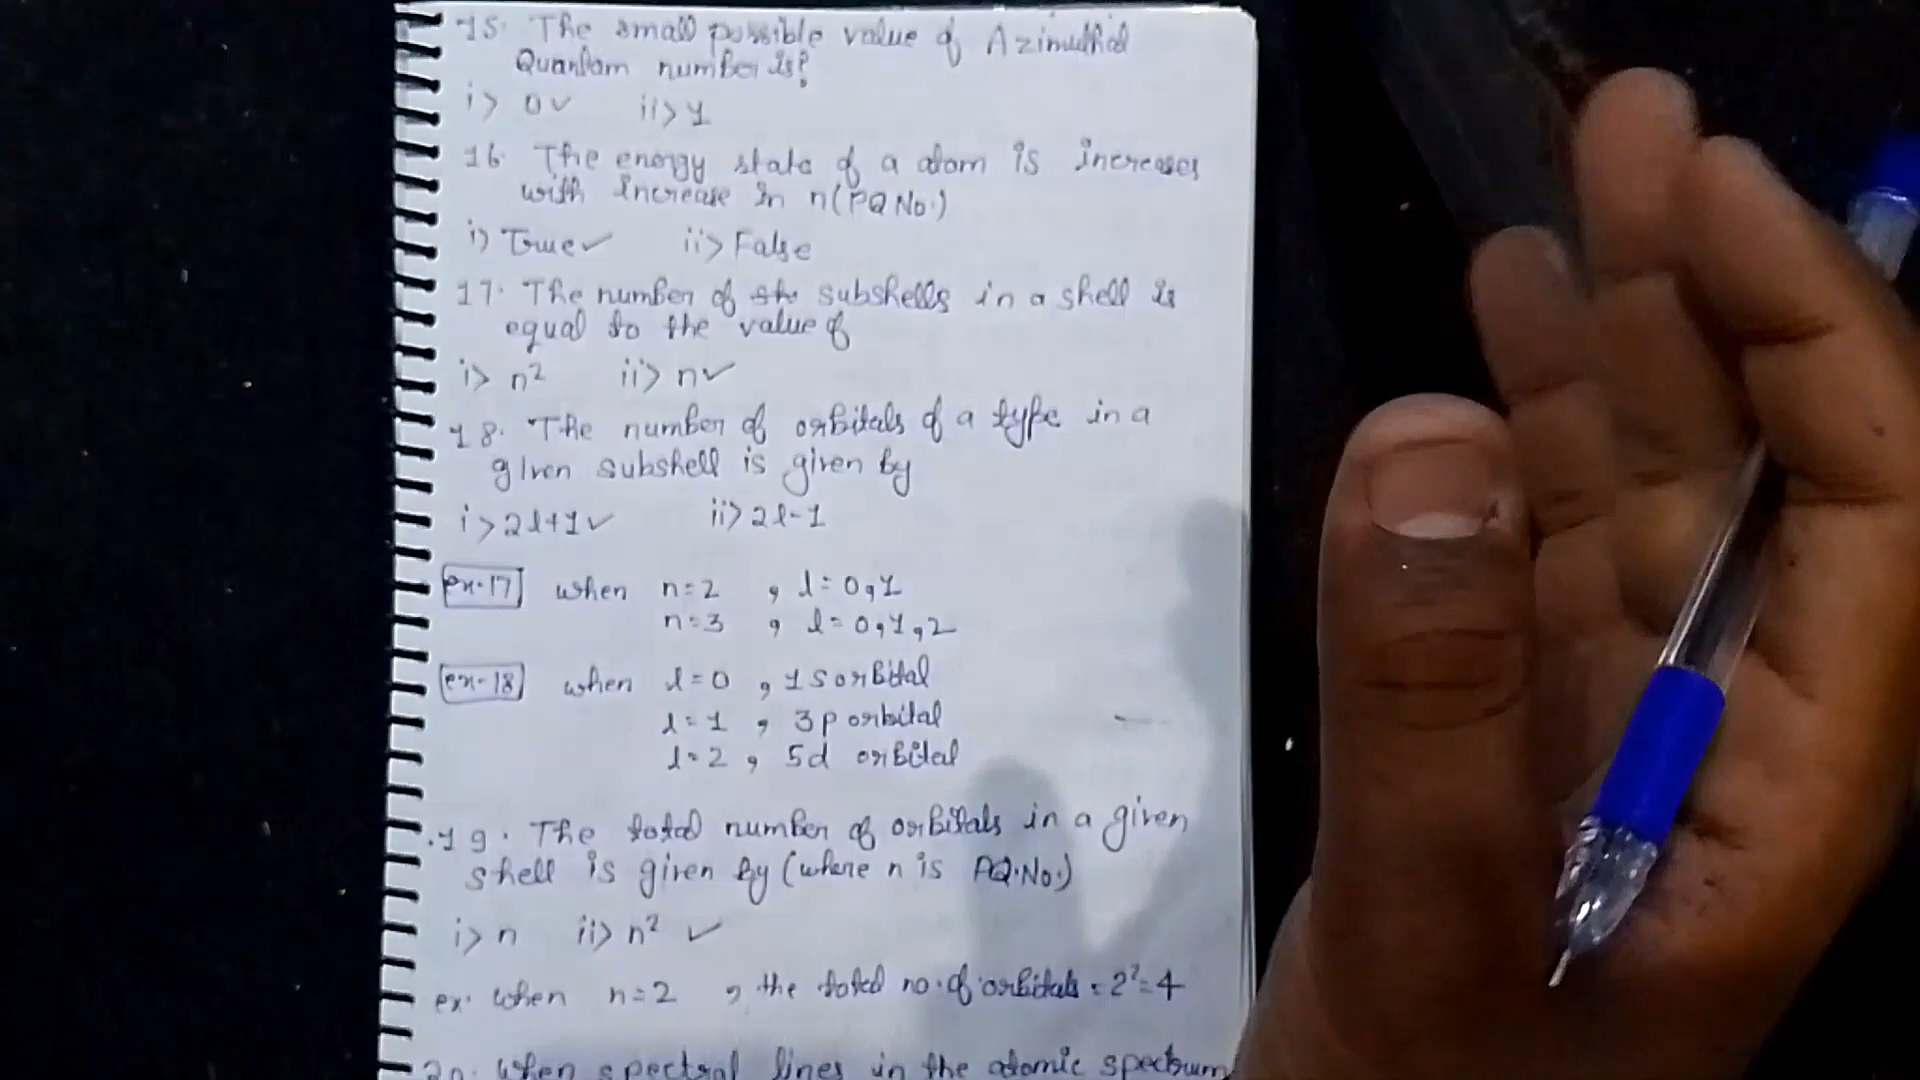 15. The small possible value of Azimuthal
Quantam number is?
i> 0✓ ii> 1
16. The energy state of a atom is increases
with increase in n(PQ No.)
i) True✓ ii> False
17. The number of subshells in a shell is
equal to the value of
i> n² ii> n✓
18. The number of orbitals of a type in a
given subshell is given by
i> 2l+1✓ ii> 2l-1
ex-17 when n=2 , l=0,1
n=3 , l=0,1,2
ex-18 when l=0 , 1 s orbital
l=1 , 3p orbital
l=2 , 5d orbital
19. The total number of orbitals in a given
shell is given by (where n is PQ.No.)
i> n ii> n² ✓
ex. when n=2 , the total no. of orbitals = 2²=4
20. When spectral lines in the atomic spectrum